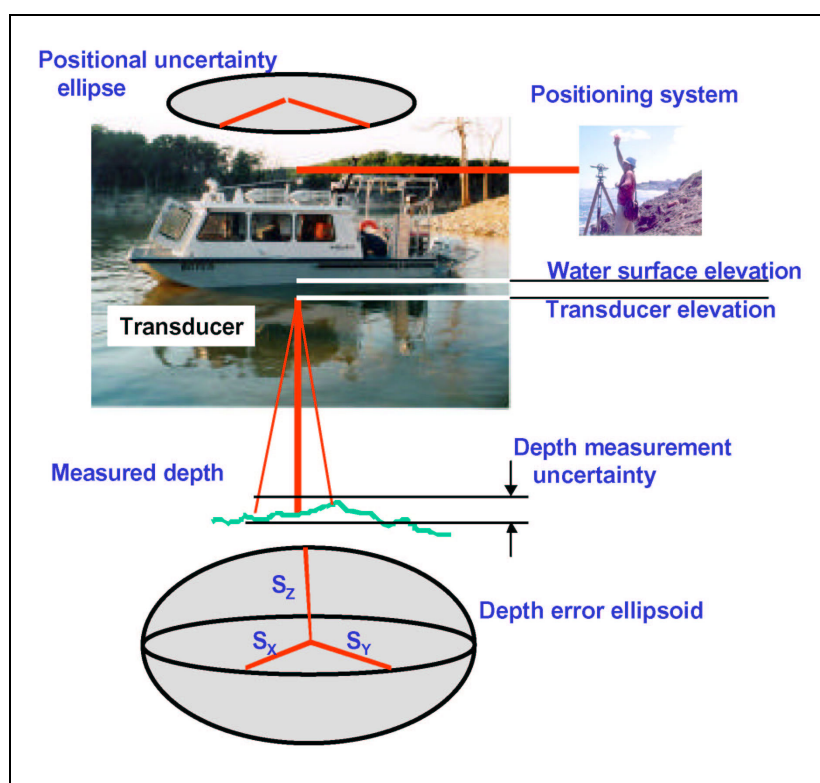 Positional uncertainty
ellipse
Positioning system
Water surface elevation
Transducer elevation
Transducer
Measured depth
Depth measurement
uncertainty
S_Z
S_X
S_Y
Depth error ellipsoid